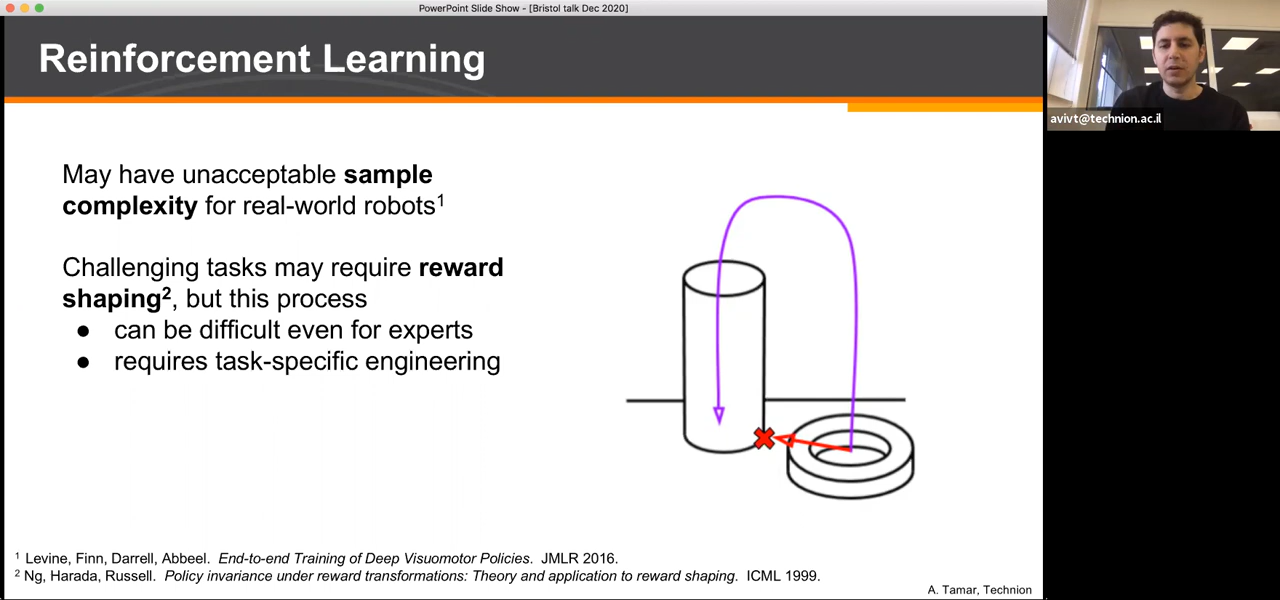 PowerPoint Slide Show - [Bristol talk Dec 2020]
Reinforcement Learning
avivt@technion.ac.il
May have unacceptable sample
complexity for real-world robots¹
Challenging tasks may require reward
shaping², but this process
● can be difficult even for experts
● requires task-specific engineering
¹ Levine, Finn, Darrell, Abbeel. End-to-end Training of Deep Visuomotor Policies. JMLR 2016.
² Ng, Harada, Russell. Policy invariance under reward transformations: Theory and application to reward shaping. ICML 1999.
A. Tamar, Technion